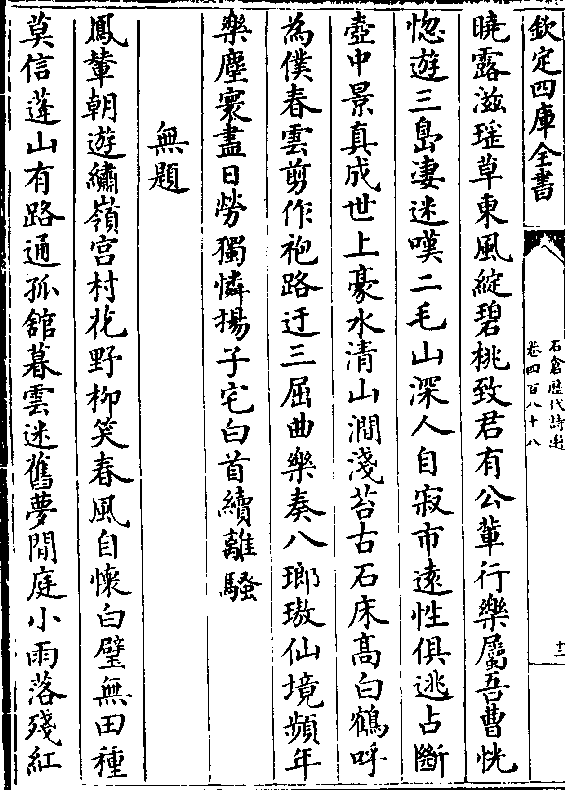 欽定四庫全書
石倉歷代詩選
卷四百八十八
十二
曉露滋瑤草東風綻碧桃致君有公輩行樂屬吾曹恍
惚遊三島淒迷嘆二毛山深人自寂市遠性俱逃占斷
壺中景真成世上豪水清山澗淺苔古石床髙白鶴呼
為僕春雲剪作袍路迂三屈曲樂奏八瑯璈仙境頻年
樂塵寰盡日勞獨憐揚子宅白首續離騷
無題
鳳輦朝遊繡嶺宮村花野柳笑春風自懷白璧無田種
莫信蓬山有路通孤舘暮雲迷舊夢閒庭小雨落殘紅